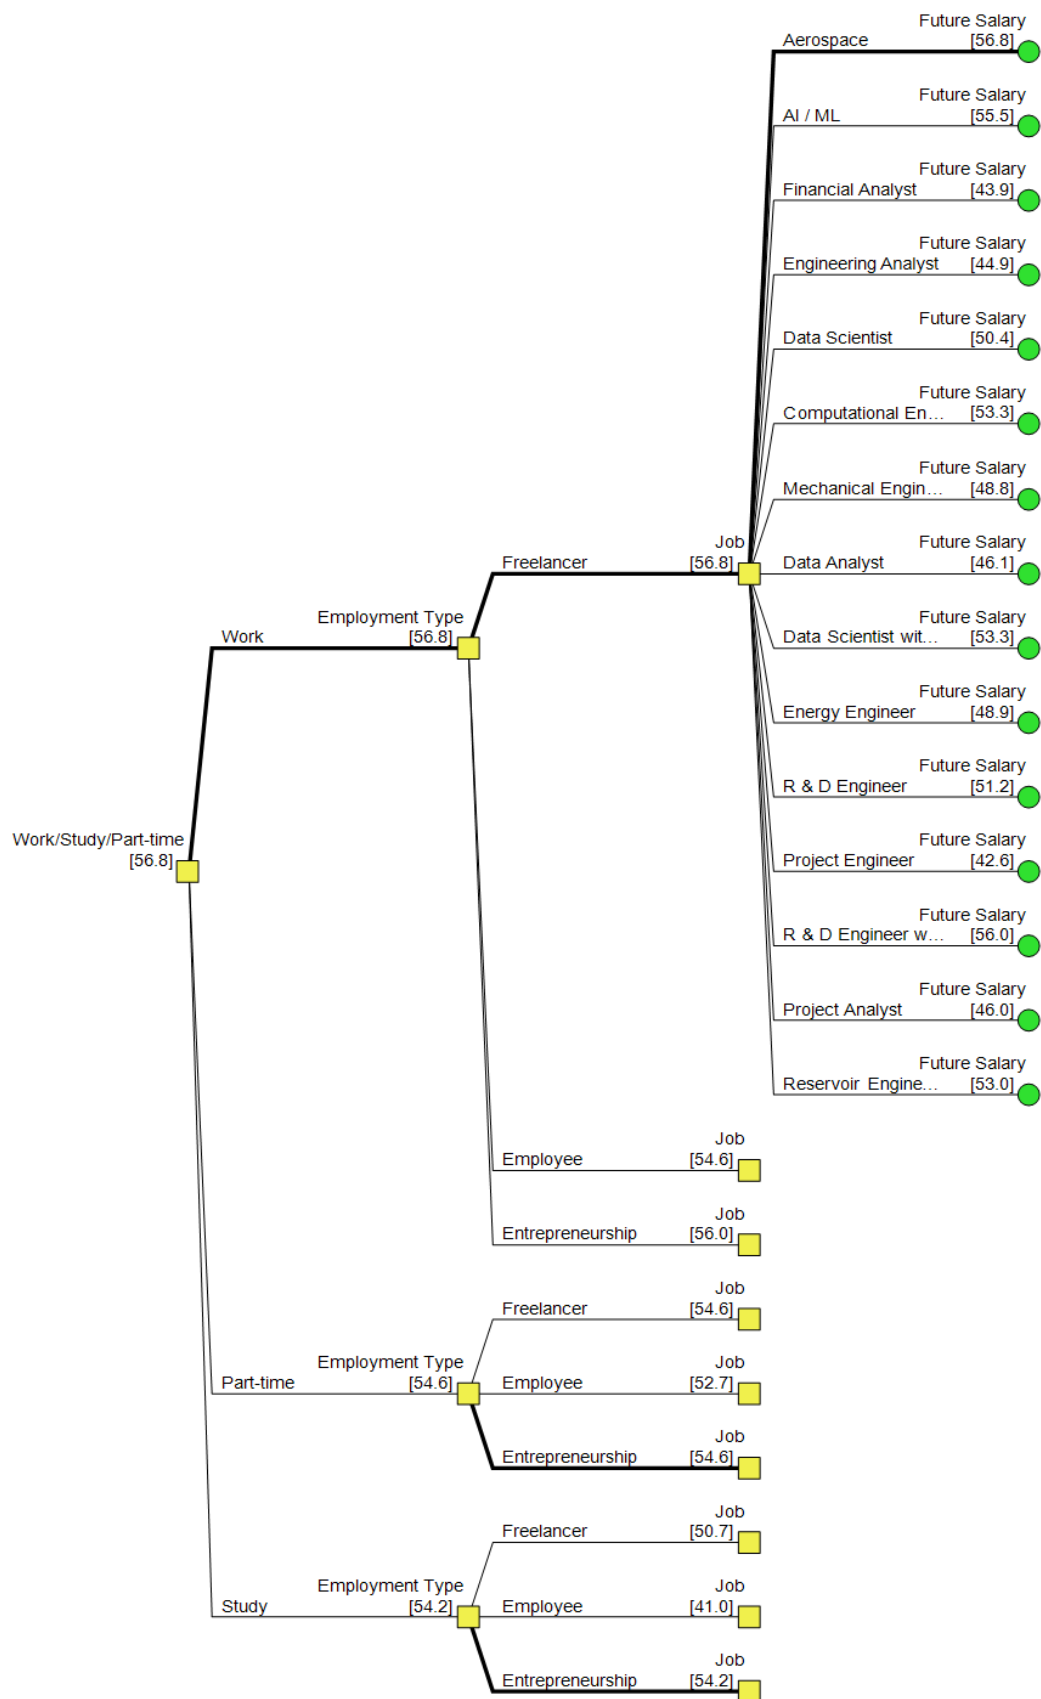 Future Salary
Aerospace [56.8]
Future Salary
AI / ML [55.5]
Future Salary
Financial Analyst [43.9]
Future Salary
Engineering Analyst [44.9]
Future Salary
Data Scientist [50.4]
Future Salary
Computational En... [53.3]
Future Salary
Mechanical Engin... [48.8]
Job
Freelancer [56.8]
Future Salary
Data Analyst [46.1]
Employment Type
Work [56.8]
Future Salary
Data Scientist wit... [53.3]
Future Salary
Energy Engineer [48.9]
Future Salary
R & D Engineer [51.2]
Work/Study/Part-time
[56.8]
Future Salary
Project Engineer [42.6]
Future Salary
R & D Engineer w... [56.0]
Future Salary
Project Analyst [46.0]
Future Salary
Reservoir Engine... [53.0]
Job
Employee [54.6]
Job
Entrepreneurship [56.0]
Job
Freelancer [54.6]
Employment Type
Part-time [54.6]
Job
Employee [52.7]
Job
Entrepreneurship [54.6]
Job
Freelancer [50.7]
Employment Type
Study [54.2]
Job
Employee [41.0]
Job
Entrepreneurship [54.2]